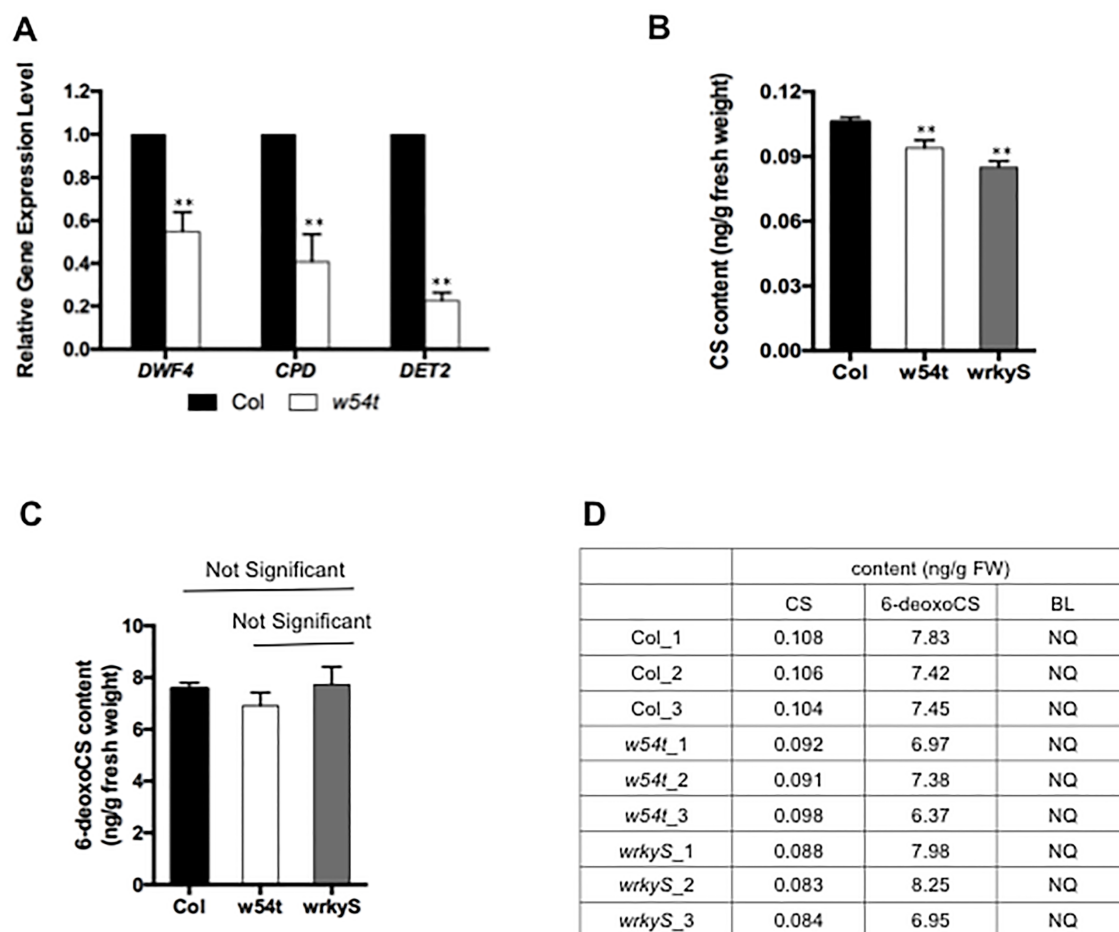 A
Relative Gene Expression Level
1.2
1.0
0.8
0.6
0.4
0.2
0.0
**
**
**
DWF4 CPD DET2
Col w54t
B
CS content (ng/g fresh weight)
0.12
0.09
0.06
0.03
0.00
**
**
Col w54t wrkyS
C
Not Significant
Not Significant
6-deoxoCS content
(ng/g fresh weight)
10
8
6
4
2
0
Col w54t wrkyS
D
content (ng/g FW)
CS 6-deoxoCS BL
Col_1 0.108 7.83 NQ
Col_2 0.106 7.42 NQ
Col_3 0.104 7.45 NQ
w54t_1 0.092 6.97 NQ
w54t_2 0.091 7.38 NQ
w54t_3 0.098 6.37 NQ
wrkyS_1 0.088 7.98 NQ
wrkyS_2 0.083 8.25 NQ
wrkyS_3 0.084 6.95 NQ